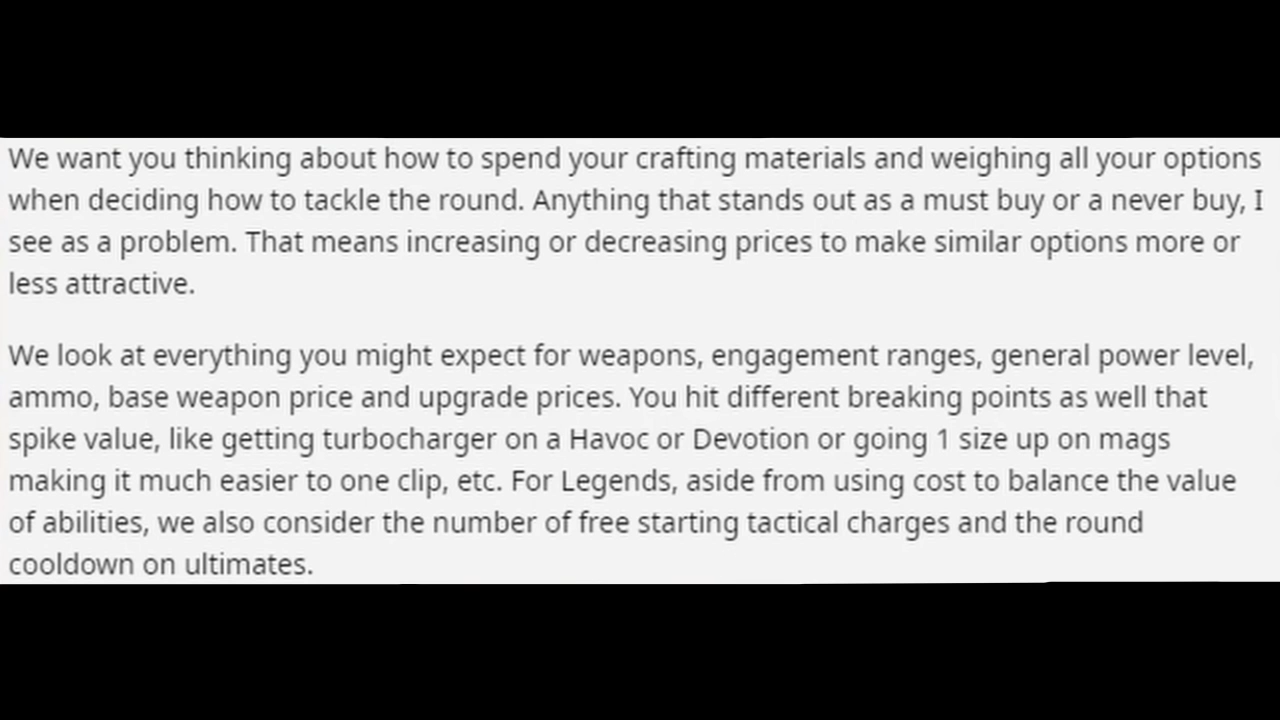 We want you thinking about how to spend your crafting materials and weighing all your options
when deciding how to tackle the round. Anything that stands out as a must buy or a never buy, I
see as a problem. That means increasing or decreasing prices to make similar options more or
less attractive.
We look at everything you might expect for weapons, engagement ranges, general power level,
ammo, base weapon price and upgrade prices. You hit different breaking points as well that
spike value, like getting turbocharger on a Havoc or Devotion or going 1 size up on mags
making it much easier to one clip, etc. For Legends, aside from using cost to balance the value
of abilities, we also consider the number of free starting tactical charges and the round
cooldown on ultimates.